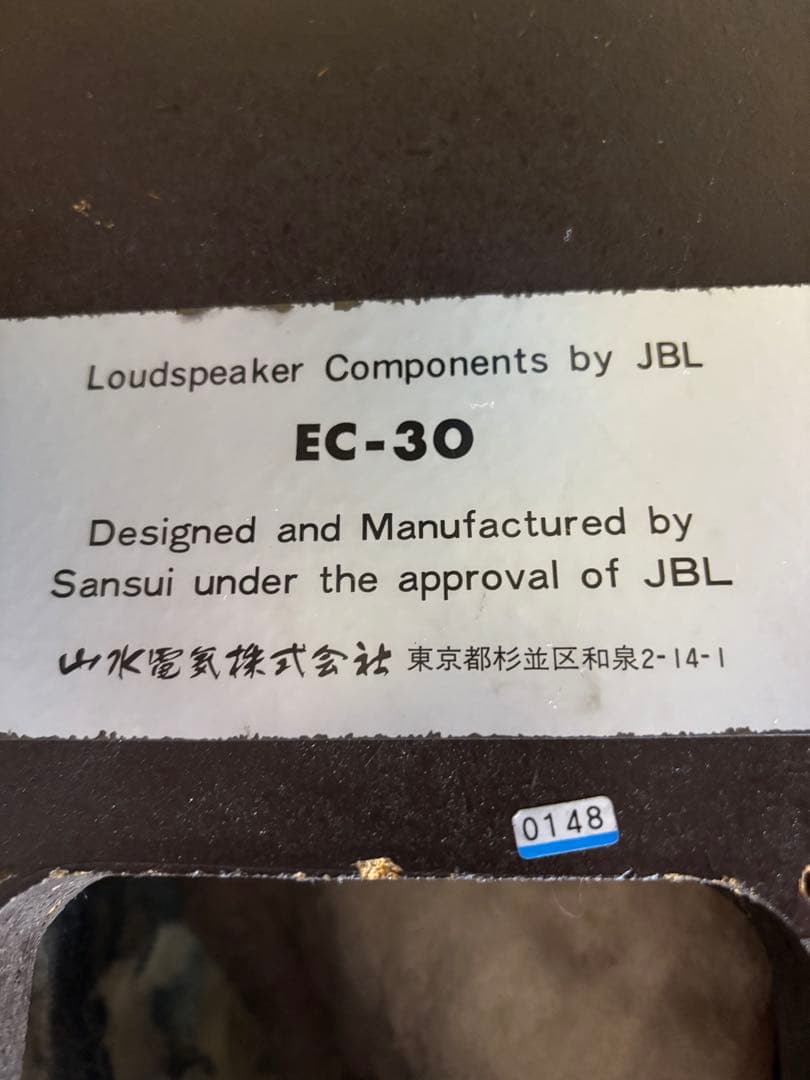 Loudspeaker Components by JBL
EC-30
Designed and Manufactured by
Sansui under the approval of JBL
山水電気株式会社 東京都杉並区和泉2-14-1
0148